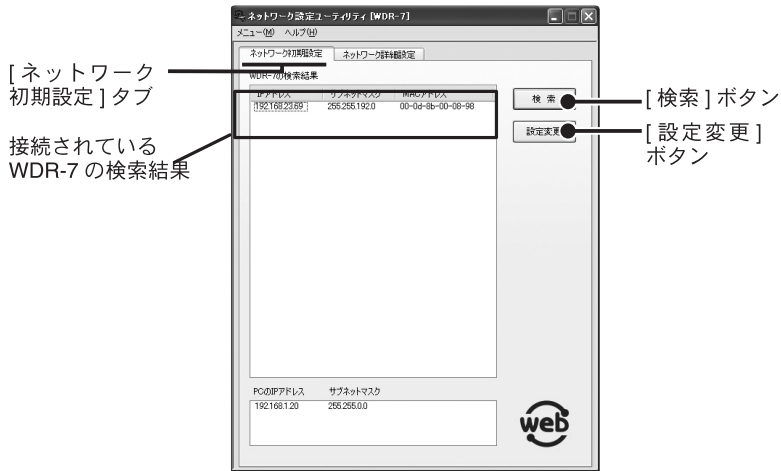 ネットワーク設定ユーティリティ [WDR-7]
メニュー(M) ヘルプ(H)
ネットワーク初期設定 ネットワーク詳細設定
WDR-7の検索結果
IPアドレス サブネットマスク MACアドレス
192.168.23.69 255.255.192.0 00-0d-8b-00-08-98
検 索
設定変更
PCのIPアドレス サブネットマスク
192.168.1.20 255.255.0.0
web
[ ネットワーク
初期設定 ] タブ
接続されている
WDR-7 の検索結果
[ 検索 ] ボタン
[ 設定変更 ]
ボタン